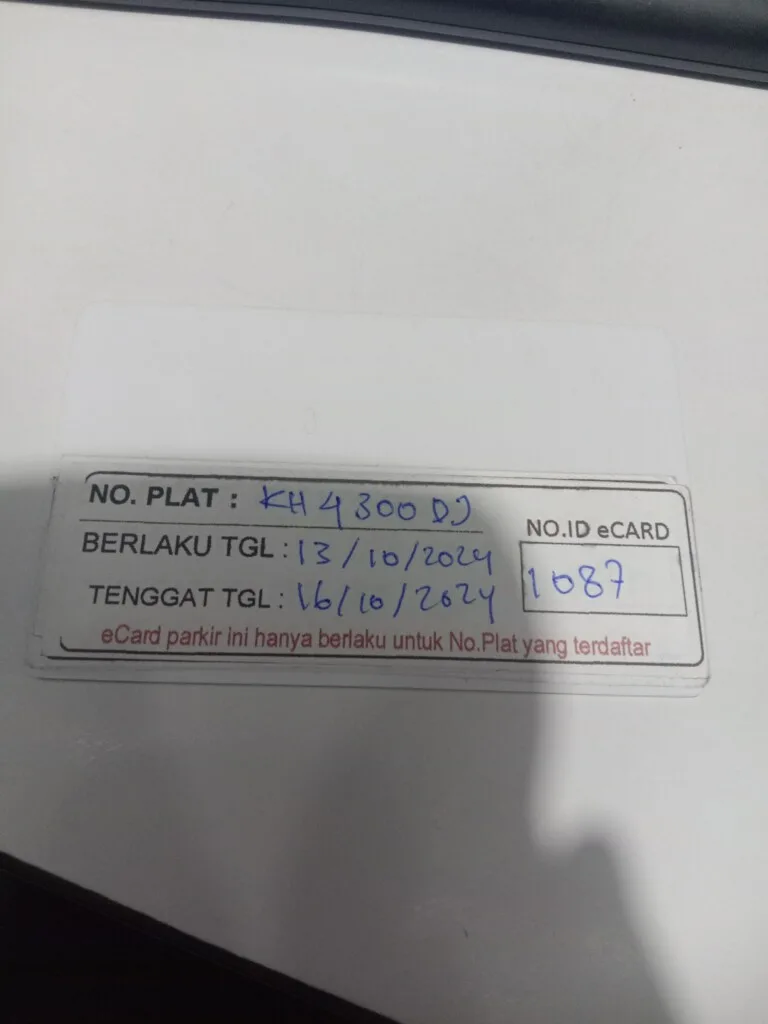 NO. PLAT : KH 4300 DJ
BERLAKU TGL : 13/10/2024
TENGGAT TGL : 16/10/2024
NO.ID eCARD
1087
eCard parkir ini hanya berlaku untuk No.Plat yang terdaftar